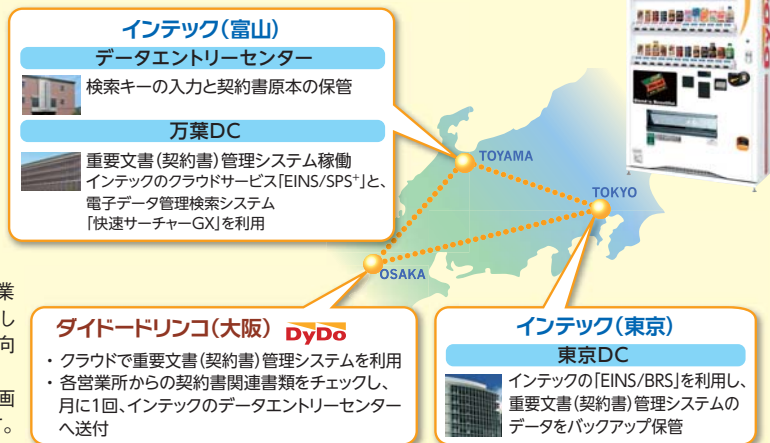 インテック(富山)
データエントリーセンター
検索キーの入力と契約書原本の保管
万葉DC
重要文書(契約書)管理システム稼働
インテックのクラウドサービス「EINS/SPS+」と、
電子データ管理検索システム
「快速サーチャーGX」を利用
TOYAMA
TOKYO
OSAKA
業
し
向
画
す。
ダイドードリンコ(大阪) DyDo
・ クラウドで重要文書(契約書)管理システムを利用
・ 各営業所からの契約書関連書類をチェックし、
月に1回、インテックのデータエントリーセンター
へ送付
インテック(東京)
東京DC
インテックの「EINS/BRS」を利用し、
重要文書(契約書)管理システムの
データをバックアップ保管